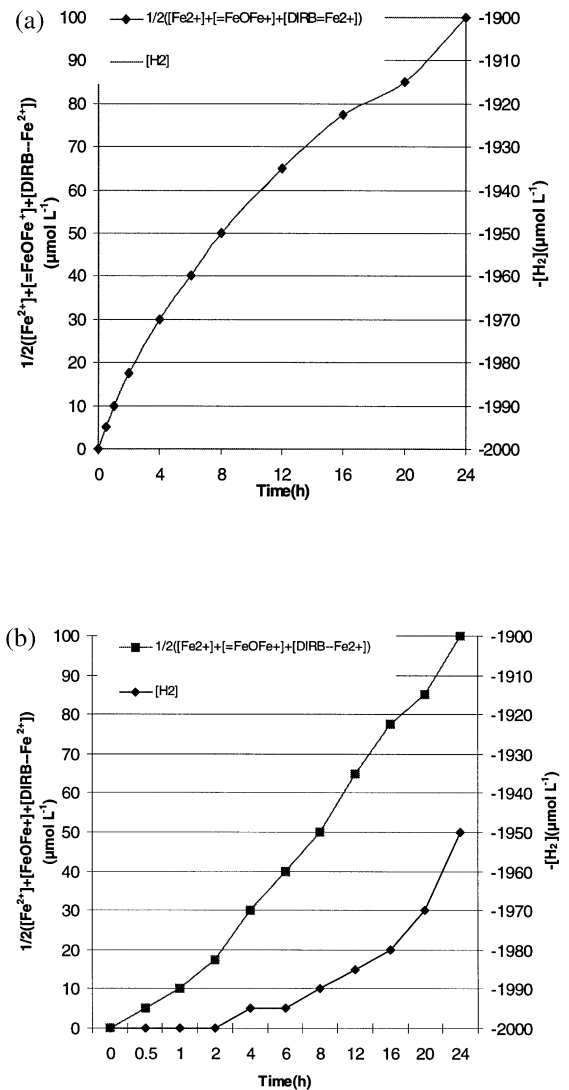 (a)
1/2([Fe2+]+[=FeOFe+]+[DIRB=Fe2+])
[H2]
1/2([Fe²⁺]+[=FeOFe⁺]+[DIRB--Fe²⁺])
(µmol L⁻¹)
100
90
80
70
60
50
40
30
20
10
0
-1900
-1910
-1920
-1930
-1940
-1950
-1960
-1970
-1980
-1990
-2000
-[H₂](µmol L⁻¹)
0 4 8 12 16 20 24
Time(h)
(b)
1/2([Fe2+]+[=FeOFe+]+[DIRB--Fe2+])
[H2]
1/2([Fe²⁺]+[FeOFe+]+[DIRB--Fe²⁺])
(µmol L⁻¹)
100
90
80
70
60
50
40
30
20
10
0
-1900
-1910
-1920
-1930
-1940
-1950
-1960
-1970
-1980
-1990
-2000
-[H₂](µmol L⁻¹)
0 0.5 1 2 4 6 8 12 16 20 24
Time(h)